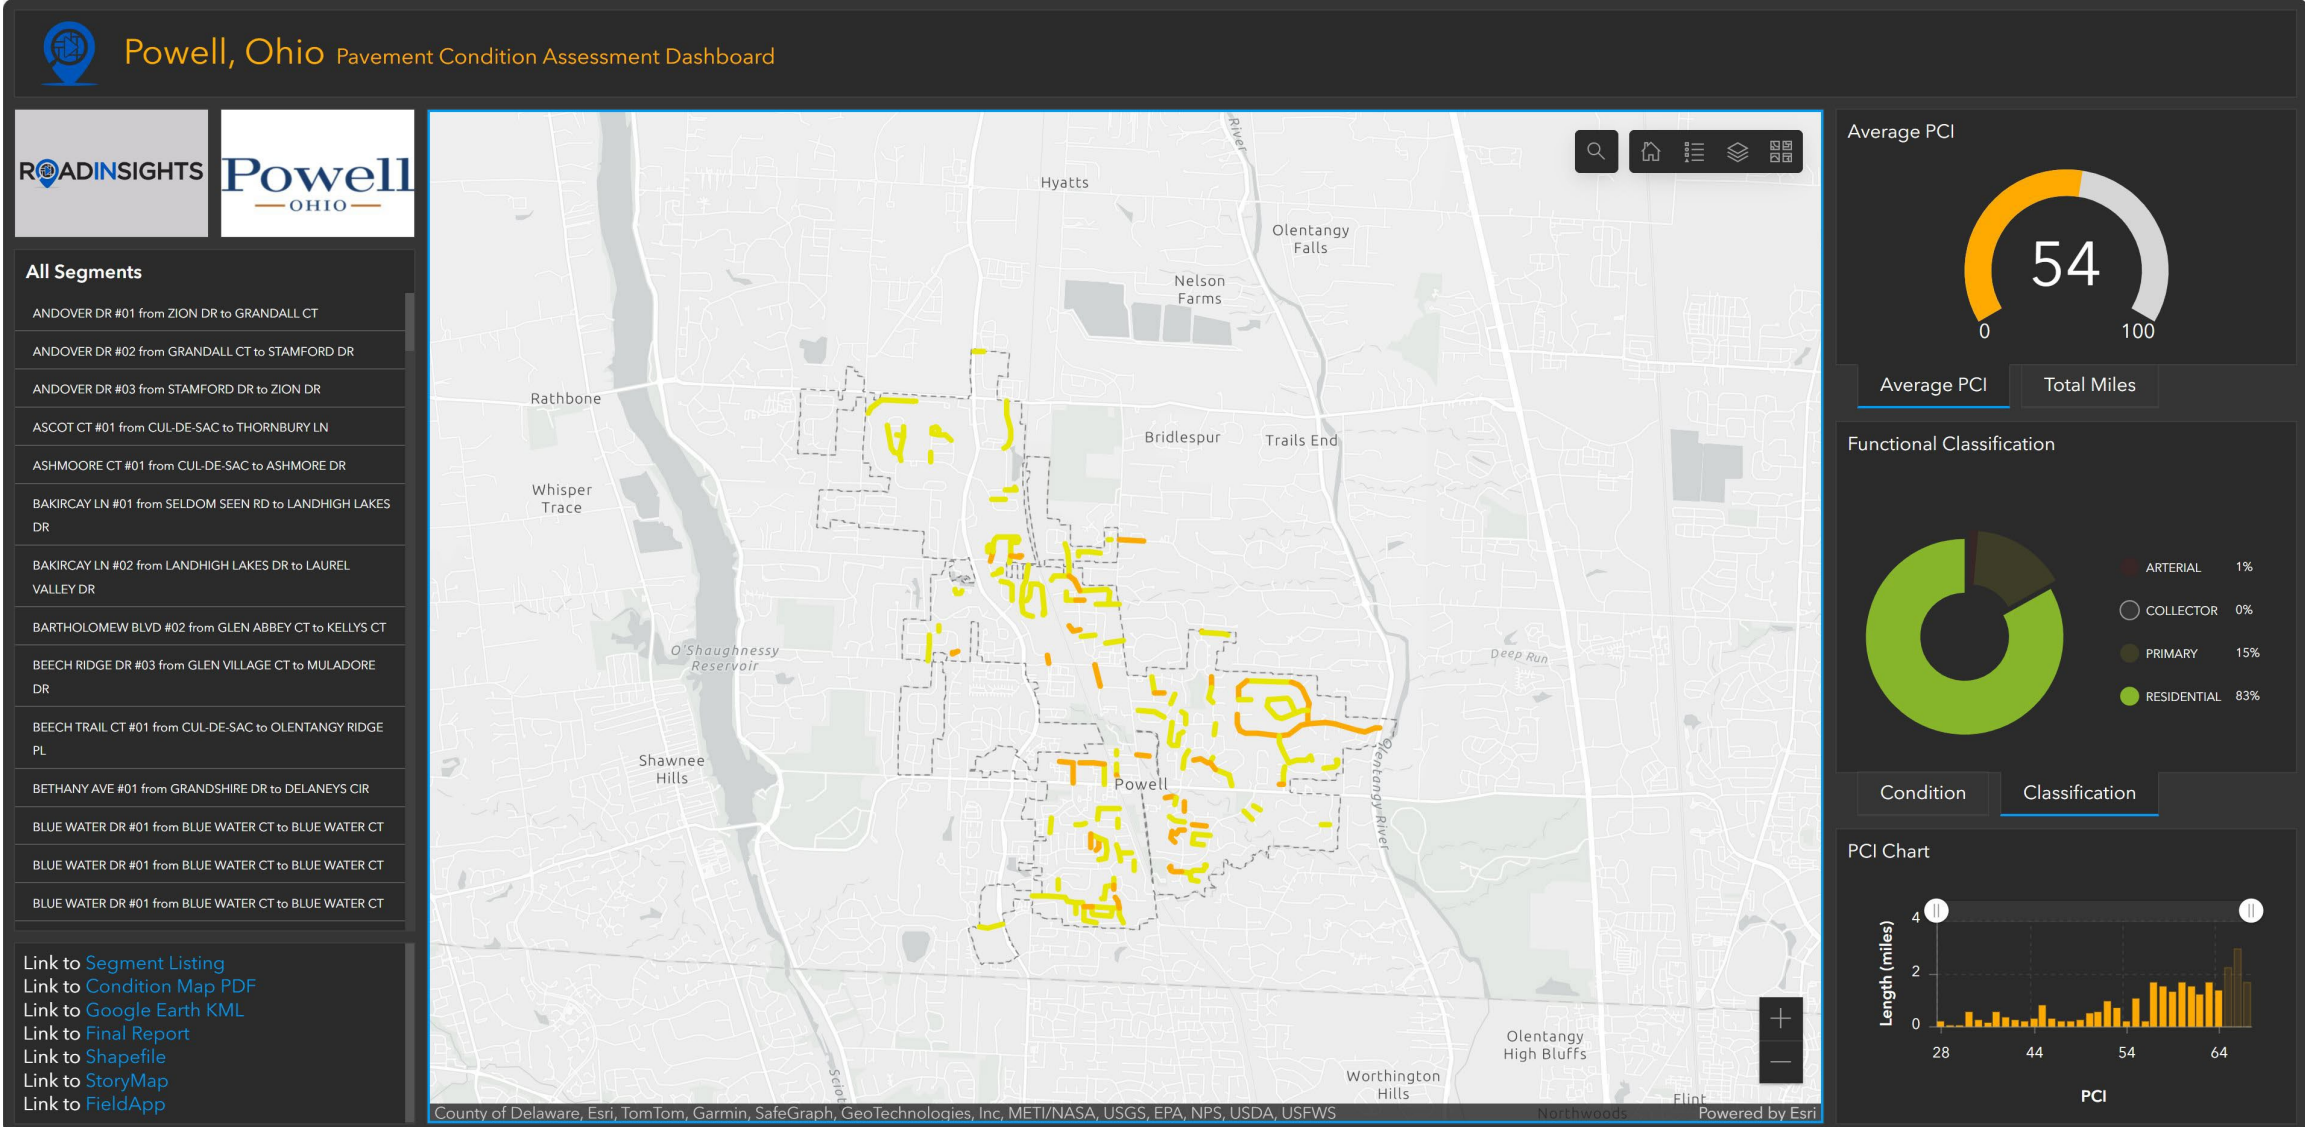 Powell, Ohio Pavement Condition Assessment Dashboard
ROADINSIGHTS
Powell
OHIO
All Segments
ANDOVER DR #01 from ZION DR to GRANDALL CT
ANDOVER DR #02 from GRANDALL CT to STAMFORD DR
ANDOVER DR #03 from STAMFORD DR to ZION DR
ASCOT CT #01 from CUL-DE-SAC to THORNBURY LN
ASHMOORE CT #01 from CUL-DE-SAC to ASHMORE DR
BAKIRCAY LN #01 from SELDOM SEEN RD to LANDHIGH LAKES
DR
BAKIRCAY LN #02 from LANDHIGH LAKES DR to LAUREL
VALLEY DR
BARTHOLOMEW BLVD #02 from GLEN ABBEY CT to KELLYS CT
BEECH RIDGE DR #03 from GLEN VILLAGE CT to MULADORE
DR
BEECH TRAIL CT #01 from CUL-DE-SAC to OLENTANGY RIDGE
PL
BETHANY AVE #01 from GRANDSHIRE DR to DELANEYS CIR
BLUE WATER DR #01 from BLUE WATER CT to BLUE WATER CT
BLUE WATER DR #01 from BLUE WATER CT to BLUE WATER CT
BLUE WATER DR #01 from BLUE WATER CT to BLUE WATER CT
Link to Segment Listing
Link to Condition Map PDF
Link to Google Earth KML
Link to Final Report
Link to Shapefile
Link to StoryMap
Link to FieldApp
River
Hyatts
Olentangy
Falls
Nelson
Farms
Rathbone
Bridlespur
Trails End
Whisper
Trace
O'Shaughnessy
Reservoir
Deep Run
Shawnee
Hills
Powell
Olentangy River
Olentangy
High Bluffs
Worthington
Hills
Flint
Northwoods
Sciot
County of Delaware, Esri, TomTom, Garmin, SafeGraph, GeoTechnologies, Inc, METI/NASA, USGS, EPA, NPS, USDA, USFWS
Powered by Esri
Average PCI
54
0
100
Average PCI
Total Miles
Functional Classification
ARTERIAL 1%
COLLECTOR 0%
PRIMARY 15%
RESIDENTIAL 83%
Condition
Classification
PCI Chart
Length (miles)
4
2
0
28
44
54
64
PCI